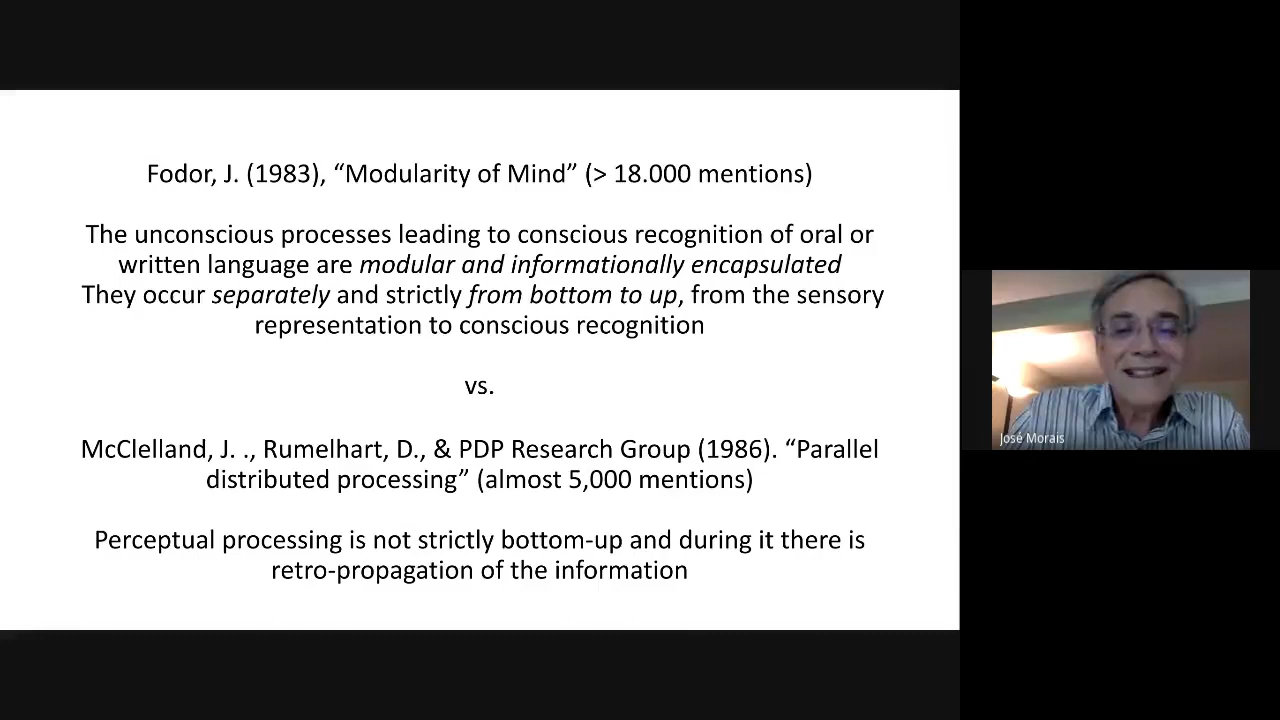 Fodor, J. (1983), “Modularity of Mind” (> 18.000 mentions)
The unconscious processes leading to conscious recognition of oral or
written language are modular and informationally encapsulated
They occur separately and strictly from bottom to up, from the sensory
representation to conscious recognition
vs.
McClelland, J. ., Rumelhart, D., & PDP Research Group (1986). “Parallel
distributed processing” (almost 5,000 mentions)
Perceptual processing is not strictly bottom-up and during it there is
retro-propagation of the information
José Morais